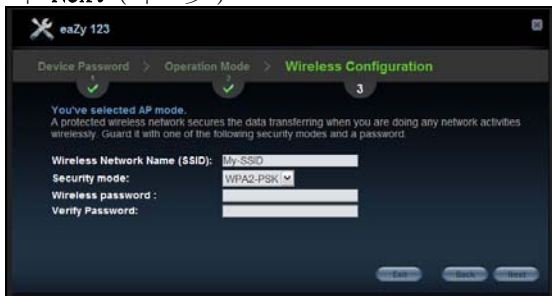 Next
eaZy 123
Device Password > Operation Mode > Wireless Configuration
1 2 3
You've selected AP mode.
A protected wireless network secures the data transferring when you are doing any network activities
wirelessly. Guard it with one of the following security modes and a password.
Wireless Network Name (SSID): My-SSID
Security mode: WPA2-PSK
Wireless password :
Verify Password:
Exit Back Next